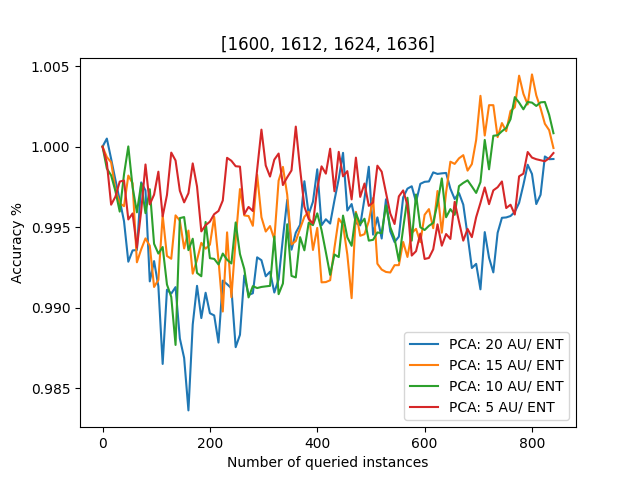 [1600, 1612, 1624, 1636]
Accuracy %
1.005
1.000
0.995
0.990
0.985
0
200
400
600
800
Number of queried instances
PCA: 20 AU/ ENT
PCA: 15 AU/ ENT
PCA: 10 AU/ ENT
PCA: 5 AU/ ENT